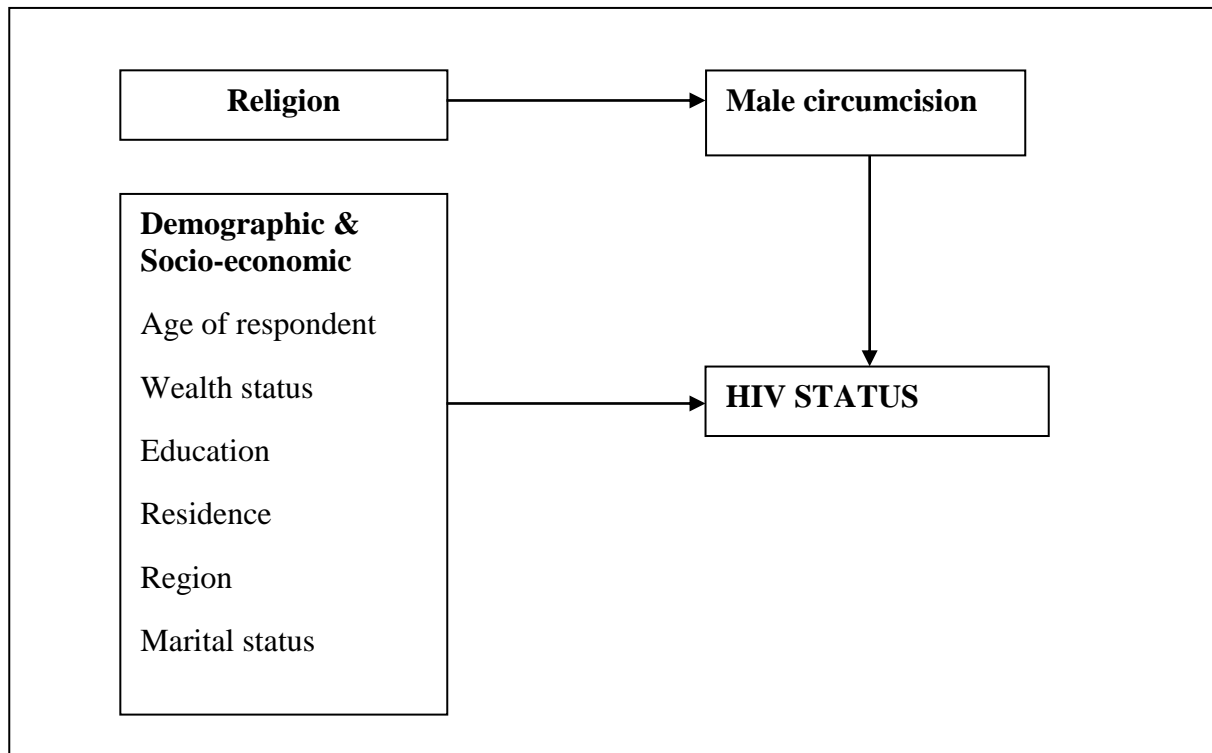 Religion
Male circumcision
Demographic &
Socio-economic
Age of respondent
Wealth status
Education
Residence
Region
Marital status
HIV STATUS